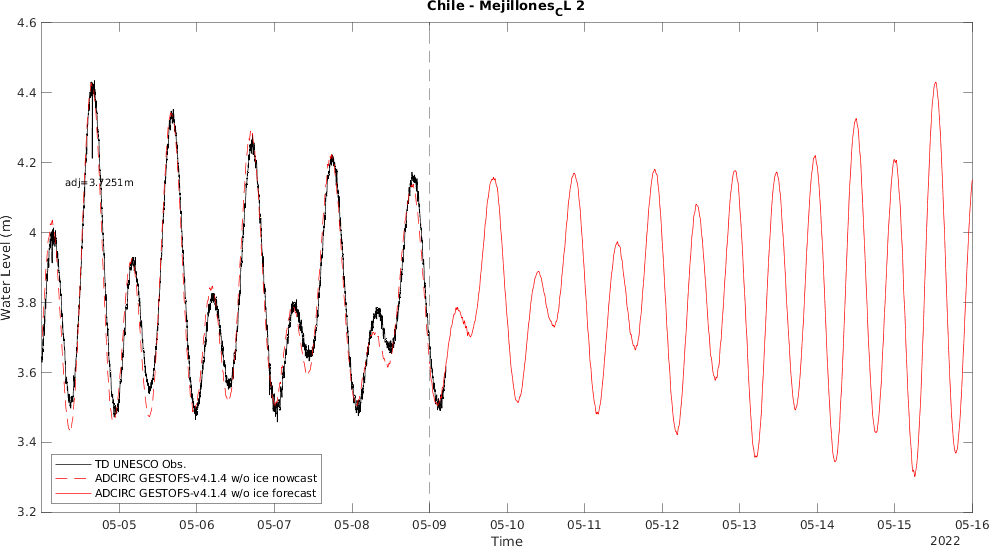 Chile - Mejillones_CL 2
4.6
4.4
4.2
4
3.8
3.6
3.4
3.2
Water Level (m)
adj=3.7251m
TD UNESCO Obs.
ADCIRC GESTOFS-v4.1.4 w/o ice nowcast
ADCIRC GESTOFS-v4.1.4 w/o ice forecast
05-05 05-06 05-07 05-08 05-09 05-10 05-11 05-12 05-13 05-14 05-15 05-16
Time
2022